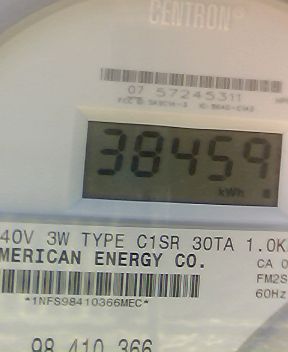 CENTRON®
07 57245311
38459
kWh
40V 3W TYPE C1SR 30TA 1.0K
MERICAN ENERGY CO.
CA 0
*1NFS98410366MEC*
FM2S
60Hz
98 410 366